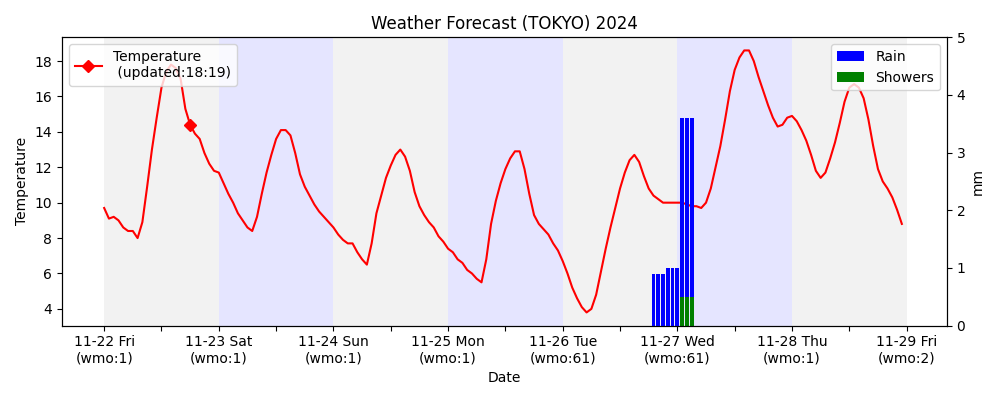 Weather Forecast (TOKYO) 2024
Temperature
(updated:18:19)
Rain
Showers
Temperature
18
16
14
12
10
8
6
4
5
4
3
2
1
0
mm
11-22 Fri
(wmo:1)
11-23 Sat
(wmo:1)
11-24 Sun
(wmo:1)
11-25 Mon
(wmo:1)
11-26 Tue
(wmo:61)
11-27 Wed
(wmo:61)
11-28 Thu
(wmo:1)
11-29 Fri
(wmo:2)
Date